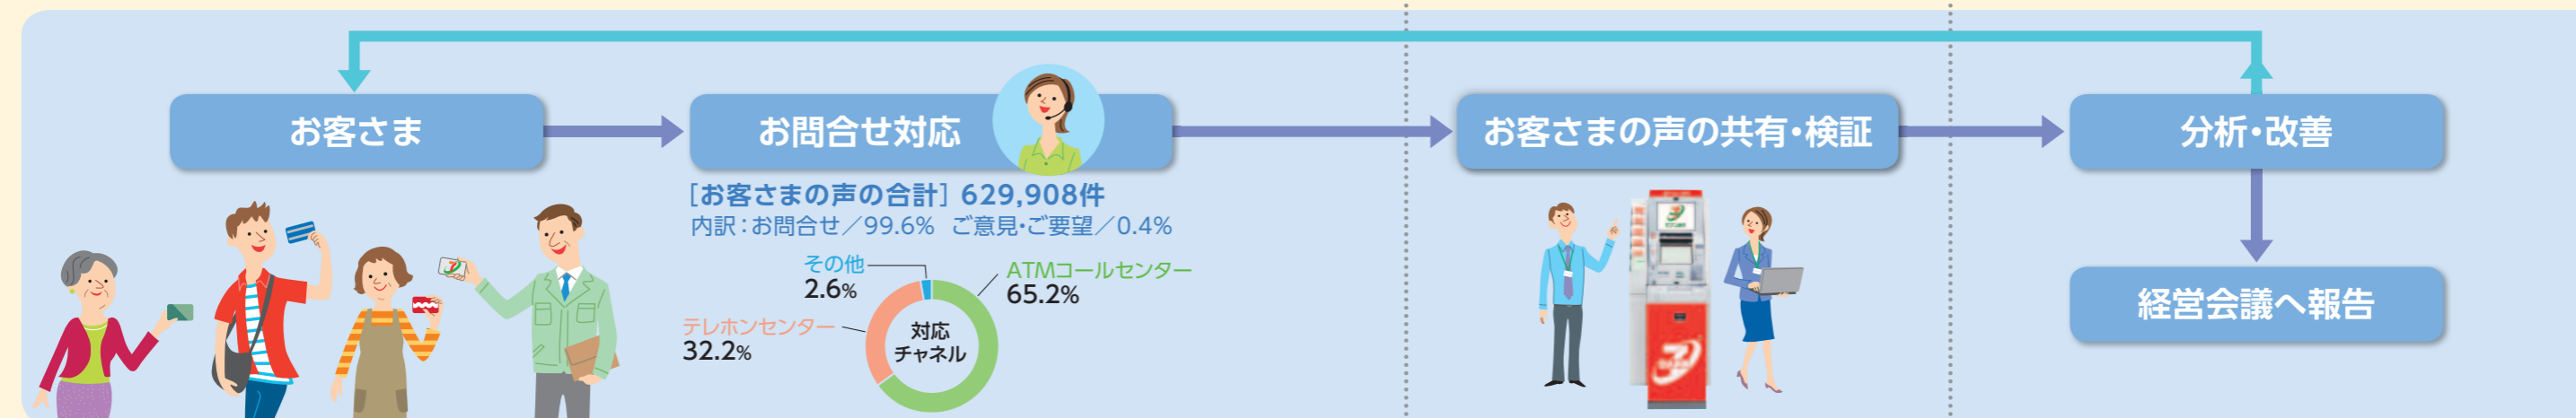 お客さま
お問合せ対応
お客さまの声の共有・検証
分析・改善
[お客さまの声の合計] 629,908件
内訳：お問合せ／99.6% ご意見・ご要望／0.4%
その他
2.6%
ATMコールセンター
65.2%
テレホンセンター
32.2%
対応
チャネル
経営会議へ報告